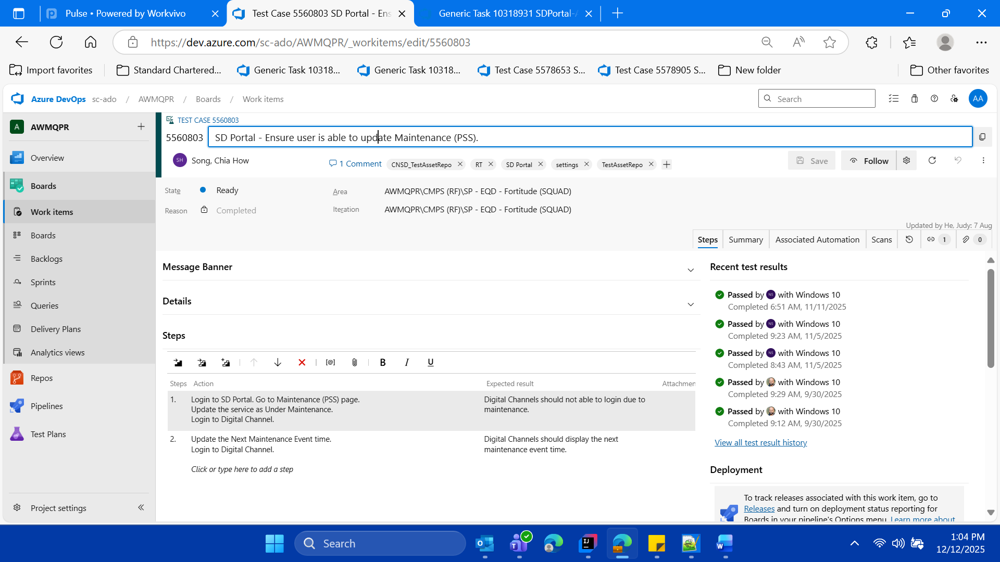 Pulse • Powered by Workvivo
Test Case 5560803 SD Portal - Ens
Generic Task 10318931 SDPortal-A
https://dev.azure.com/sc-ado/AWMQPR/_workitems/edit/5560803
Import favorites
Standard Chartered...
Generic Task 10318...
Generic Task 10318...
Test Case 5578653 S...
Test Case 5578905 S...
New folder
Other favorites
Azure DevOps sc-ado / AWMQPR / Boards / Work items
Search
AA
A AWMQPR
Overview
Boards
Work items
Boards
Backlogs
Sprints
Queries
Delivery Plans
Analytics views
Repos
Pipelines
Test Plans
Project settings
TEST CASE 5560803
5560803 SD Portal - Ensure user is able to update Maintenance (PSS).
SH Song, Chia How
1 Comment
CNSD_TestAssetRepo
RT
SD Portal
settings
TestAssetRepo
Save
Follow
State Ready
Area AWMQPR\CMPS (RF)\SP - EQD - Fortitude (SQUAD)
Reason Completed
Iteration AWMQPR\CMPS (RF)\SP - EQD - Fortitude (SQUAD)
Updated by He, Judy: 7 Aug
Steps Summary Associated Automation Scans 1 0
Message Banner
Details
Steps
[@] B I U
Steps Action Expected result Attachmen
1. Login to SD Portal. Go to Maintenance (PSS) page.
Update the service as Under Maintenance.
Login to Digital Channel.
Digital Channels should not able to login due to
maintenance.
2. Update the Next Maintenance Event time.
Login to Digital Channel.
Digital Channels should display the next
maintenance event time.
Click or type here to add a step
Recent test results
Passed by NS with Windows 10
Completed 6:51 AM, 11/11/2025
Passed by NS with Windows 10
Completed 9:23 AM, 11/5/2025
Passed by NS with Windows 10
Completed 8:43 AM, 11/5/2025
Passed by with Windows 10
Completed 9:29 AM, 9/30/2025
Passed by with Windows 10
Completed 9:12 AM, 9/30/2025
View all test result history
Deployment
To track releases associated with this work item, go to
Releases and turn on deployment status reporting for
Boards in your pipeline's Options menu. Learn more about
Search
1:04 PM
12/12/2025